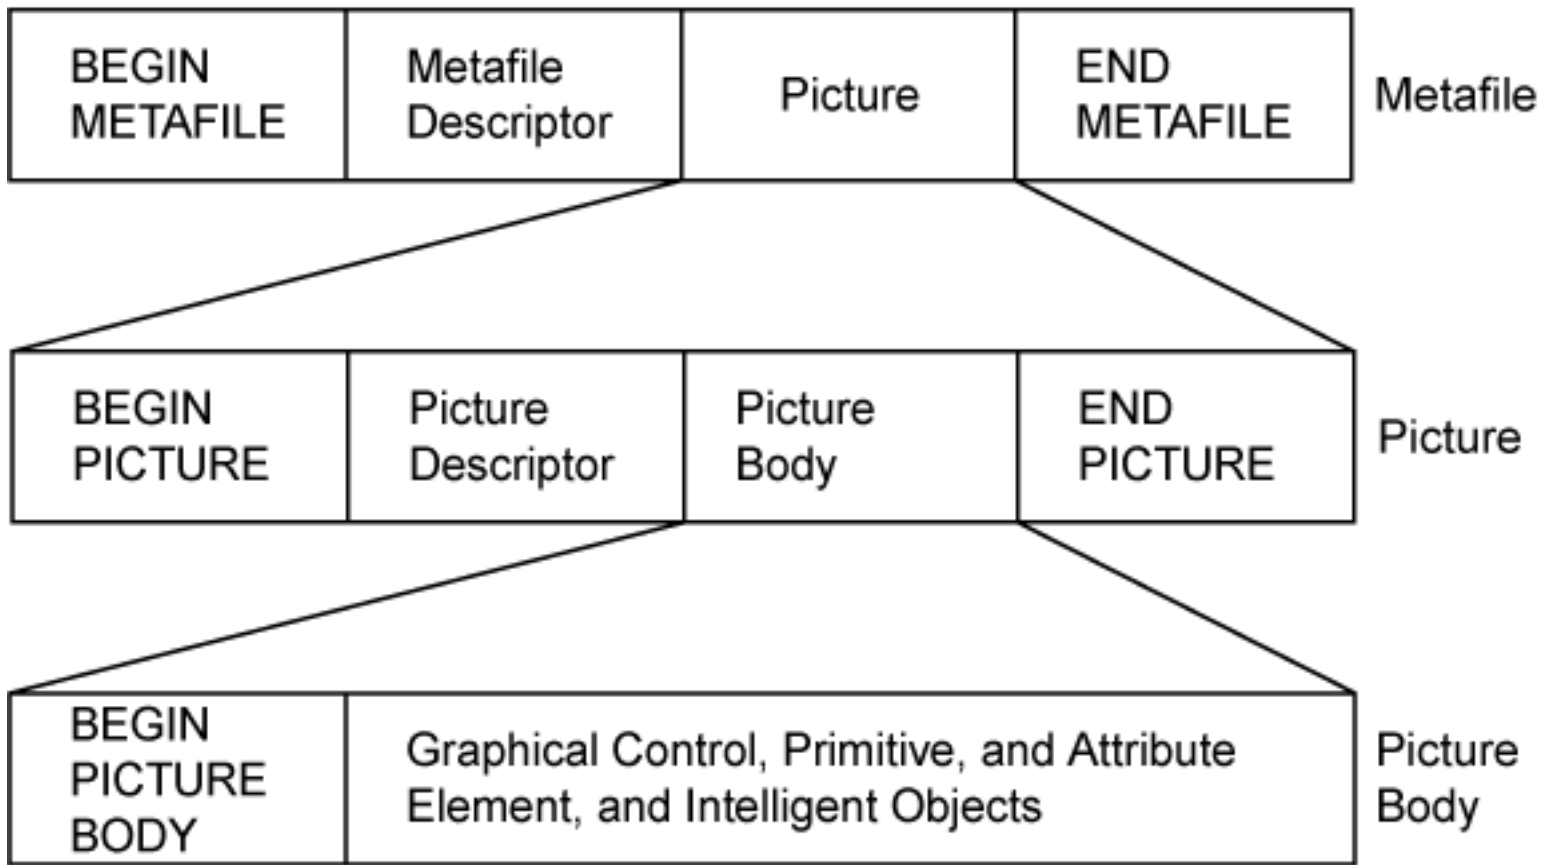 BEGIN
METAFILE
Metafile
Descriptor
Picture
END
METAFILE
Metafile
BEGIN
PICTURE
Picture
Descriptor
Picture
Body
END
PICTURE
Picture
BEGIN
PICTURE
BODY
Graphical Control, Primitive, and Attribute
Element, and Intelligent Objects
Picture
Body